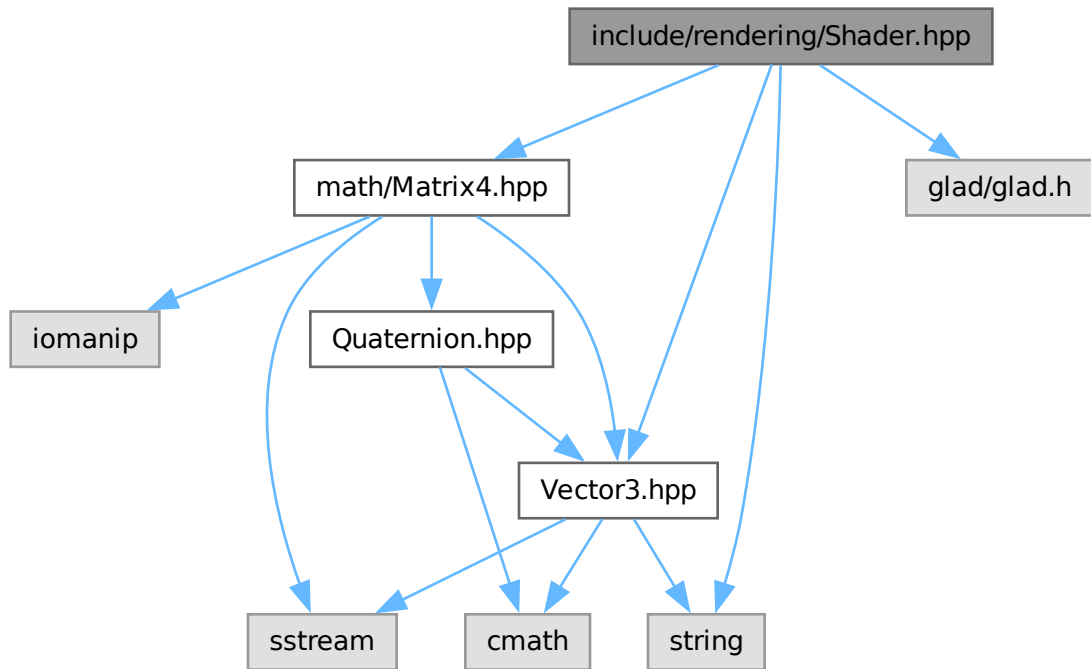 include/rendering/Shader.hpp
math/Matrix4.hpp
glad/glad.h
iomanip
Quaternion.hpp
Vector3.hpp
sstream
cmath
string